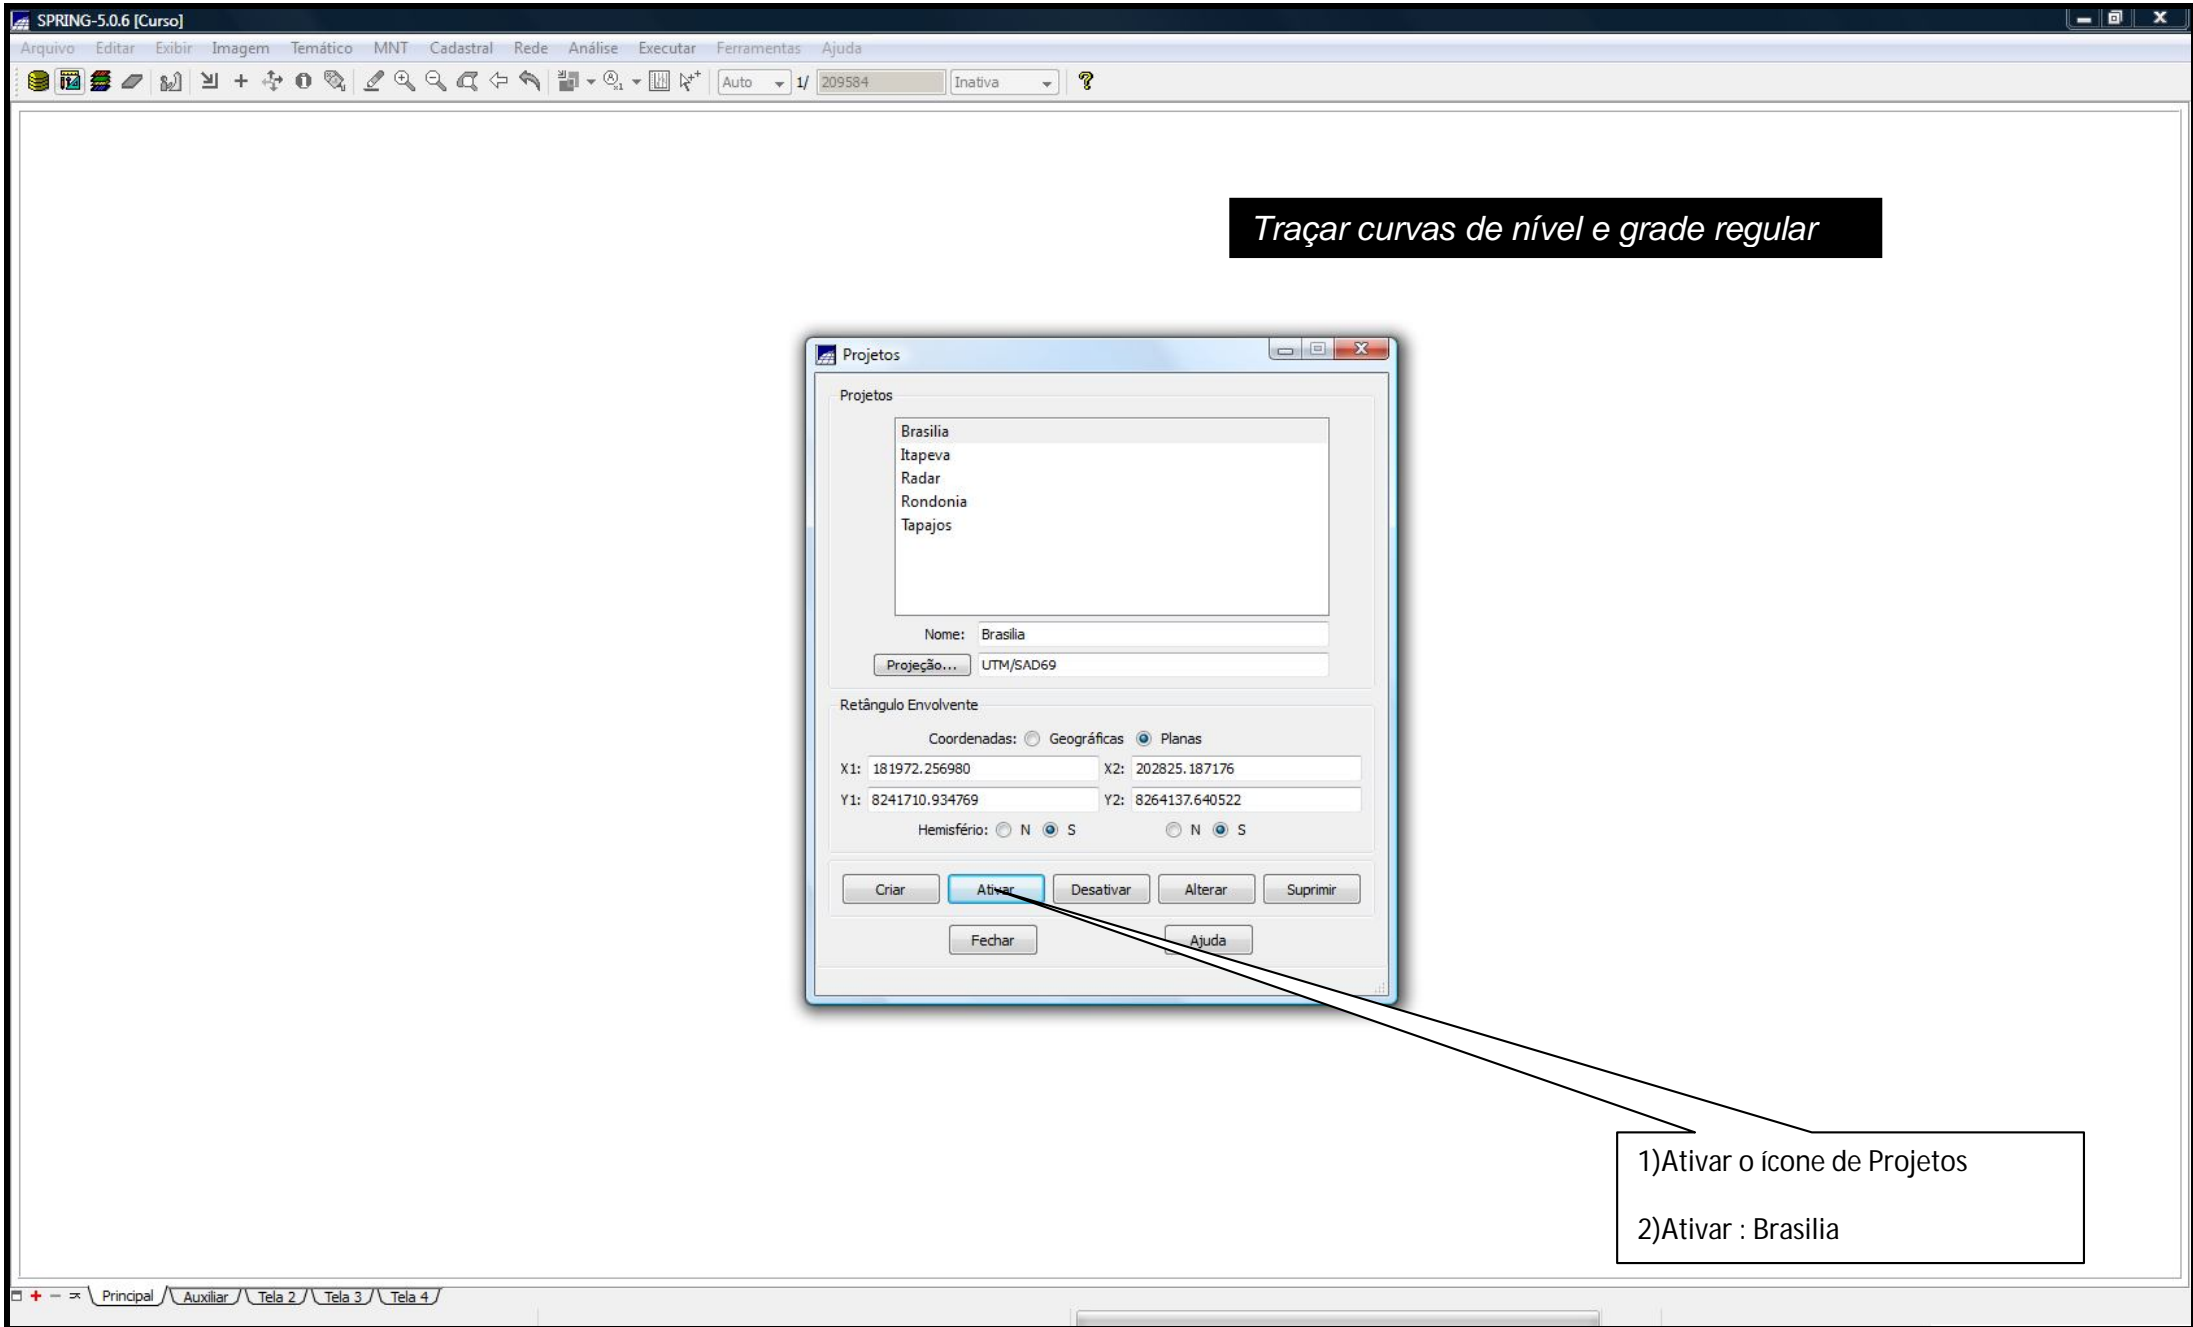 SPRING-5.0.6 [Curso]
Arquivo Editar Exibir Imagem Temático MNT Cadastral Rede Análise Executar Ferramentas Ajuda
Auto 1/ 209584 Inativa
Traçar curvas de nível e grade regular
Projetos
Projetos
Brasilia
Itapeva
Radar
Rondonia
Tapajos
Nome: Brasilia
Projeção... UTM/SAD69
Retângulo Envolvente
Coordenadas: Geográficas Planas
X1: 181972.256980 X2: 202825.187176
Y1: 8241710.934769 Y2: 8264137.640522
Hemisfério: N S N S
Criar Ativar Desativar Alterar Suprimir
Fechar Ajuda
1)Ativar o ícone de Projetos
2)Ativar : Brasilia
Principal Auxiliar Tela 2 Tela 3 Tela 4